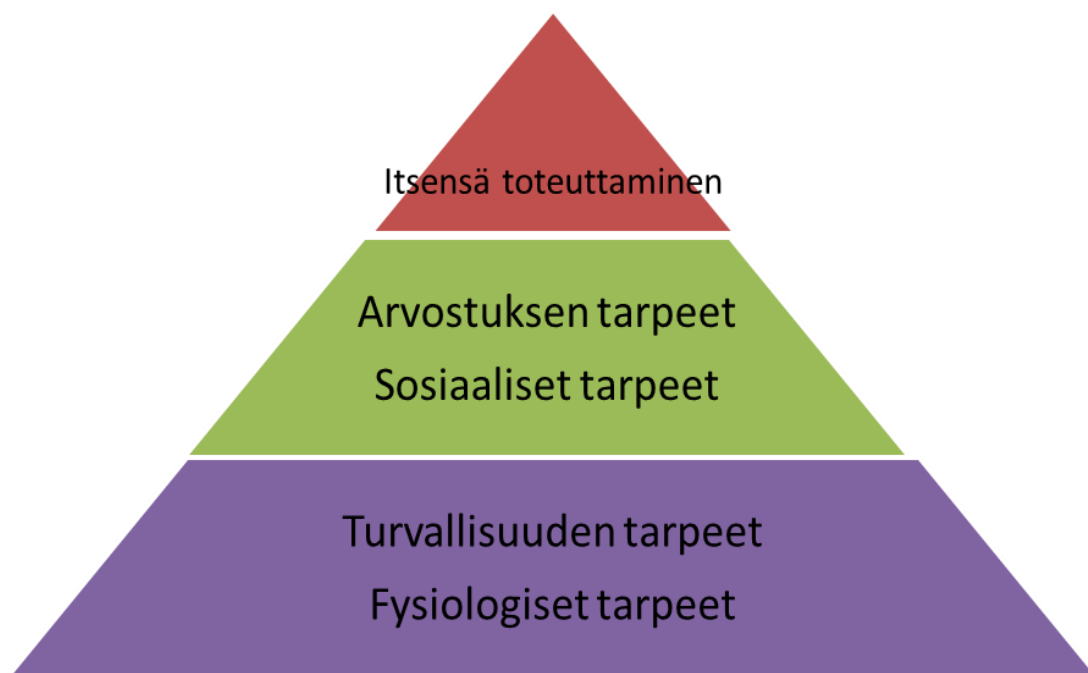 Itsensä toteuttaminen
Arvostuksen tarpeet
Sosiaaliset tarpeet
Turvallisuuden tarpeet
Fysiologiset tarpeet